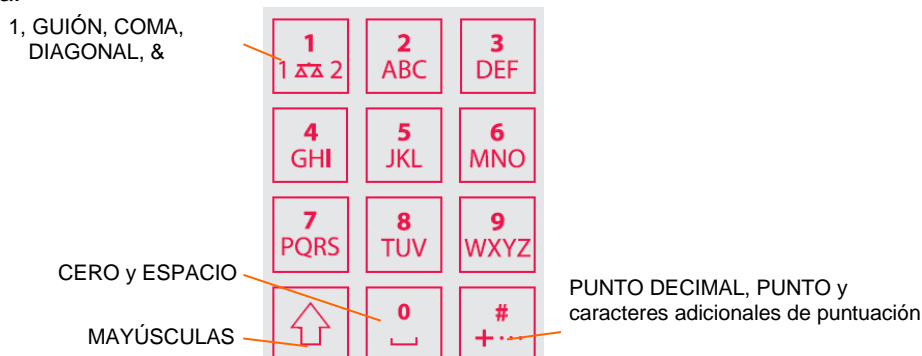 1, GUIÓN, COMA,
DIAGONAL, &
1 2 3
1 2 ABC DEF
4 5 6
GHI JKL MNO
7 8 9
PQRS TUV WXYZ
CERO y ESPACIO
0 #
+...
MAYÚSCULAS
PUNTO DECIMAL, PUNTO y
caracteres adicionales de puntuación